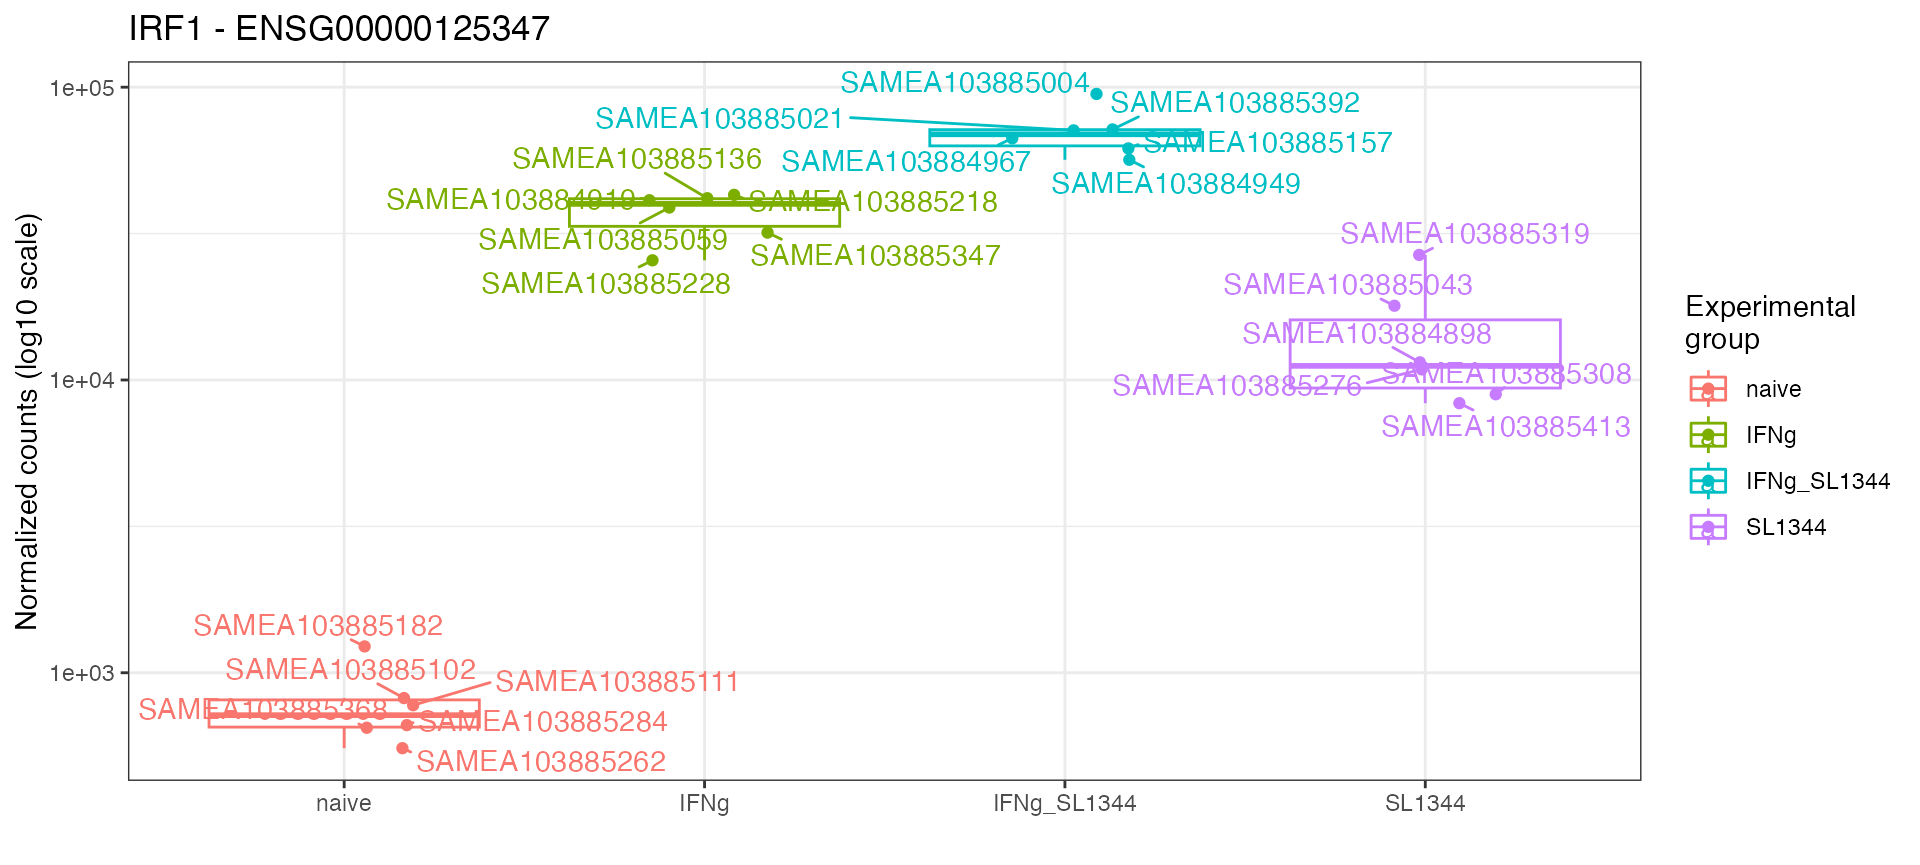 IRF1 - ENSG00000125347
Normalized counts (log10 scale)
1e+05
1e+04
1e+03
SAMEA103885004
SAMEA103885392
SAMEA103885021
SAMEA103885157
SAMEA103884967
SAMEA103884949
SAMEA103885136
SAMEA103885218
SAMEA103885059
SAMEA103885347
SAMEA103885228
SAMEA103885319
SAMEA103885043
SAMEA103884898
SAMEA103885308
SAMEA103885276
SAMEA103885413
SAMEA103885182
SAMEA103885102
SAMEA103885111
SAMEA103885368
SAMEA103885284
SAMEA103885262
naive
IFNg
IFNg_SL1344
SL1344
Experimental
group
naive
IFNg
IFNg_SL1344
SL1344